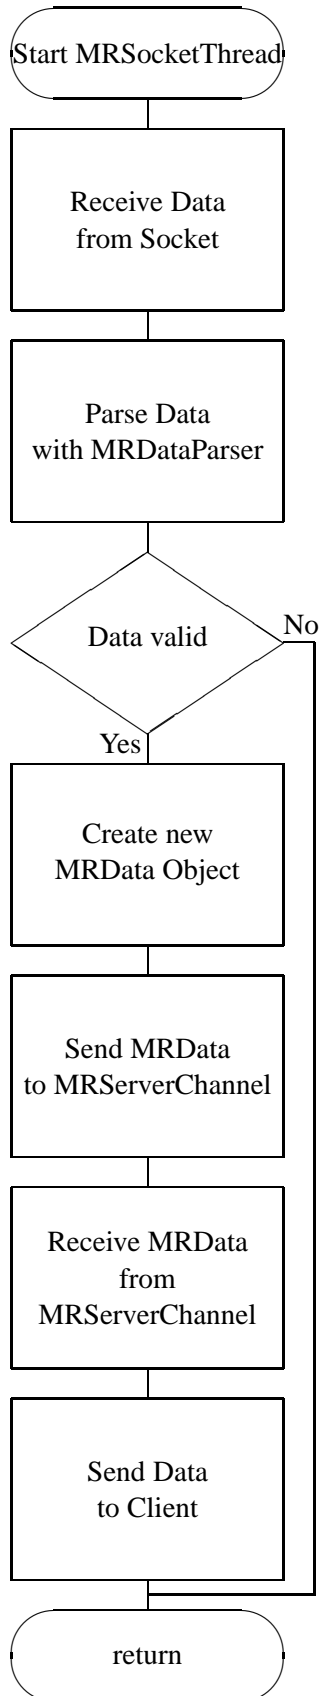 Start MRSocketThread
Receive Data
from Socket
Parse Data
with MRDataParser
Data valid
No
Yes
Create new
MRData Object
Send MRData
to MRServerChannel
Receive MRData
from
MRServerChannel
Send Data
to Client
return